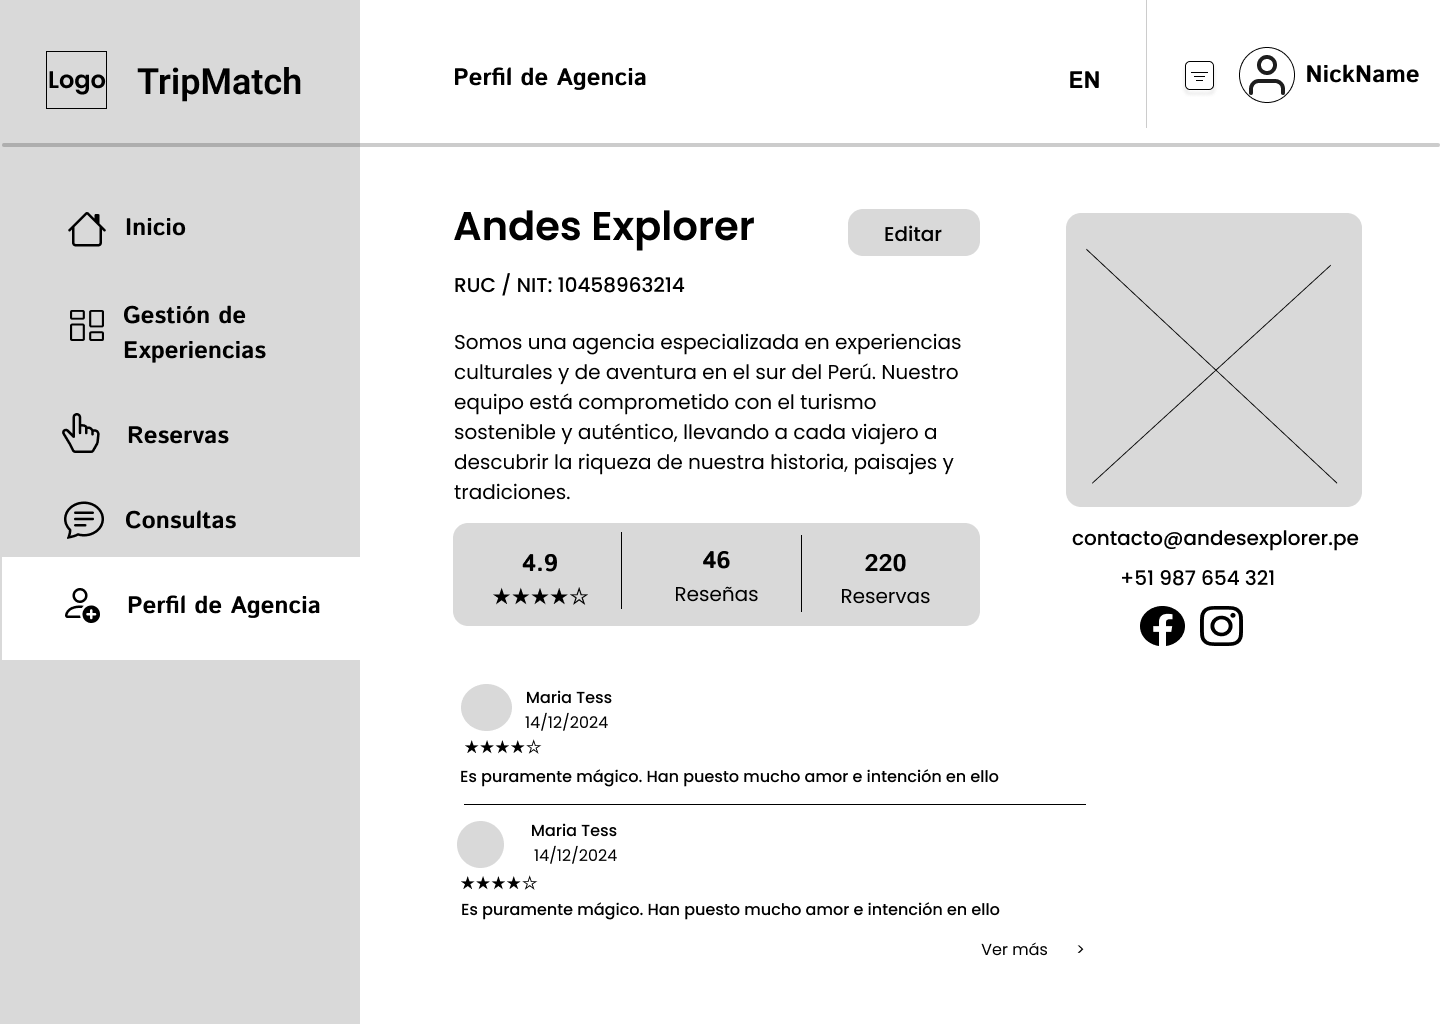 Logo
TripMatch
Perfil de Agencia
EN
NickName
Inicio
Gestión de
Experiencias
Reservas
Consultas
Perfil de Agencia
Andes Explorer
Editar
RUC / NIT: 10458963214
Somos una agencia especializada en experiencias
culturales y de aventura en el sur del Perú. Nuestro
equipo está comprometido con el turismo
sostenible y auténtico, llevando a cada viajero a
descubrir la riqueza de nuestra historia, paisajes y
tradiciones.
4.9
★★★★☆
46
Reseñas
220
Reservas
contacto@andesexplorer.pe
+51 987 654 321
Maria Tess
14/12/2024
★★★★☆
Es puramente mágico. Han puesto mucho amor e intención en ello
Maria Tess
14/12/2024
★★★★☆
Es puramente mágico. Han puesto mucho amor e intención en ello
Ver más >